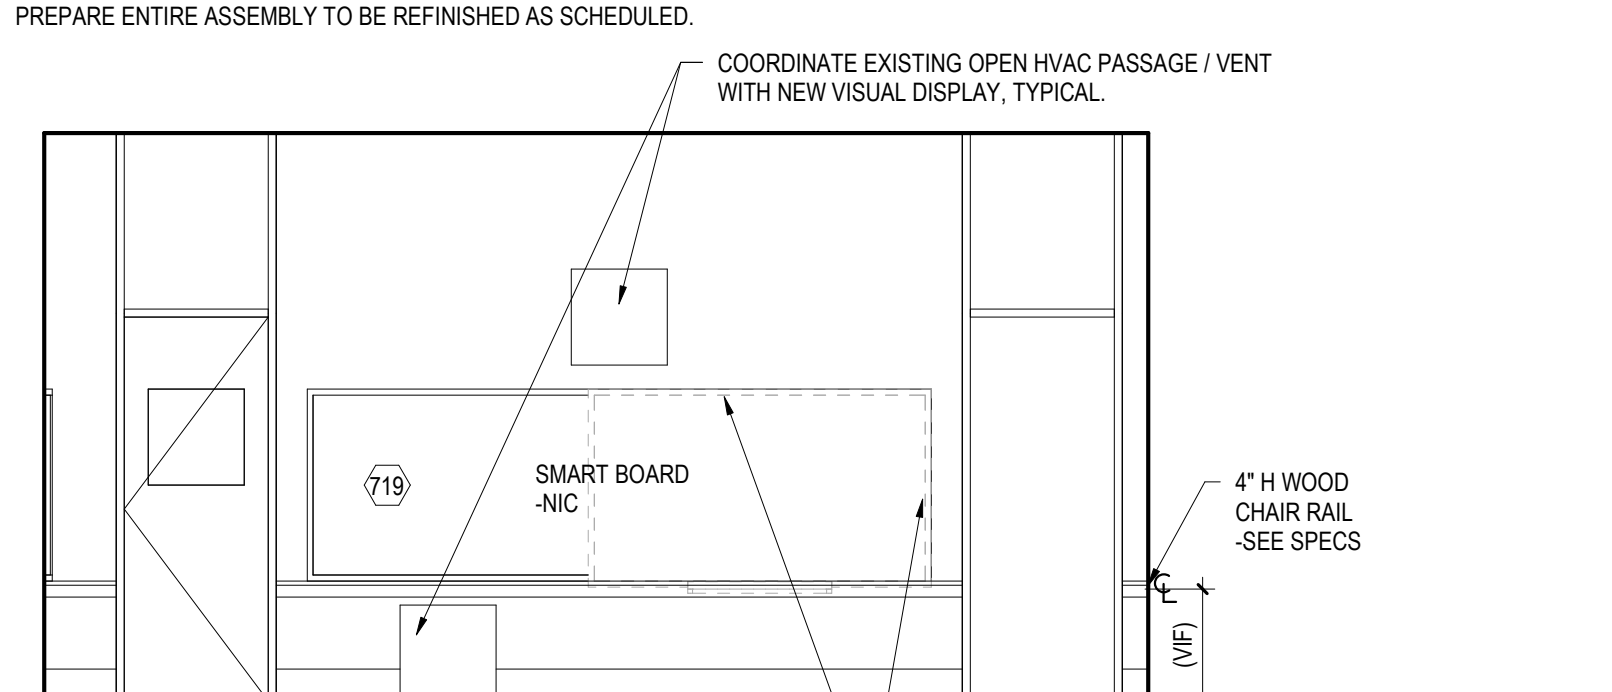 PREPARE ENTIRE ASSEMBLY TO BE REFINISHED AS SCHEDULED.
COORDINATE EXISTING OPEN HVAC PASSAGE / VENT
WITH NEW VISUAL DISPLAY, TYPICAL.
719
SMART BOARD
-NIC
4" H WOOD
CHAIR RAIL
-SEE SPECS
℄
(VIF)